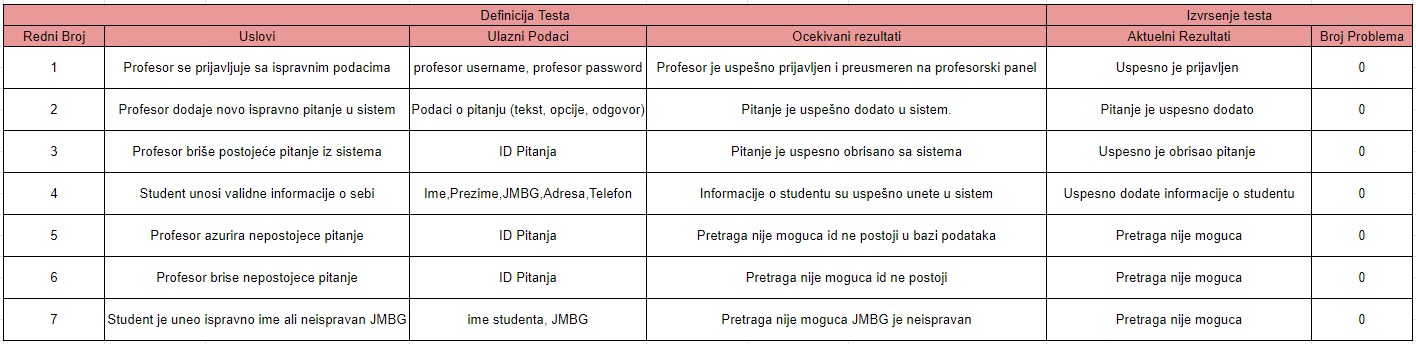 Definicija Testa Izvrsenje testa
Redni Broj Uslovi Ulazni Podaci Ocekivani rezultati Aktuelni Rezultati Broj Problema
1 Profesor se prijavljuje sa ispravnim podacima profesor username, profesor password Profesor je uspešno prijavljen i preusmeren na profesorski panel Uspesno je prijavljen 0
2 Profesor dodaje novo ispravno pitanje u sistem Podaci o pitanju (tekst, opcije, odgovor) Pitanje je uspešno dodato u sistem. Pitanje je uspesno dodato 0
3 Profesor briše postojeće pitanje iz sistema ID Pitanja Pitanje je uspesno obrisano sa sistema Uspesno je obrisao pitanje 0
4 Student unosi validne informacije o sebi Ime,Prezime,JMBG,Adresa,Telefon Informacije o studentu su uspešno unete u sistem Uspesno dodate informacije o studentu 0
5 Profesor azurira nepostojece pitanje ID Pitanja Pretraga nije moguca id ne postoji u bazi podataka Pretraga nije moguca 0
6 Profesor brise nepostojece pitanje ID Pitanja Pretraga nije moguca id ne postoji Pretraga nije moguca 0
7 Student je uneo ispravno ime ali neispravan JMBG ime studenta, JMBG Pretraga nije moguca JMBG je neispravan Pretraga nije moguca 0